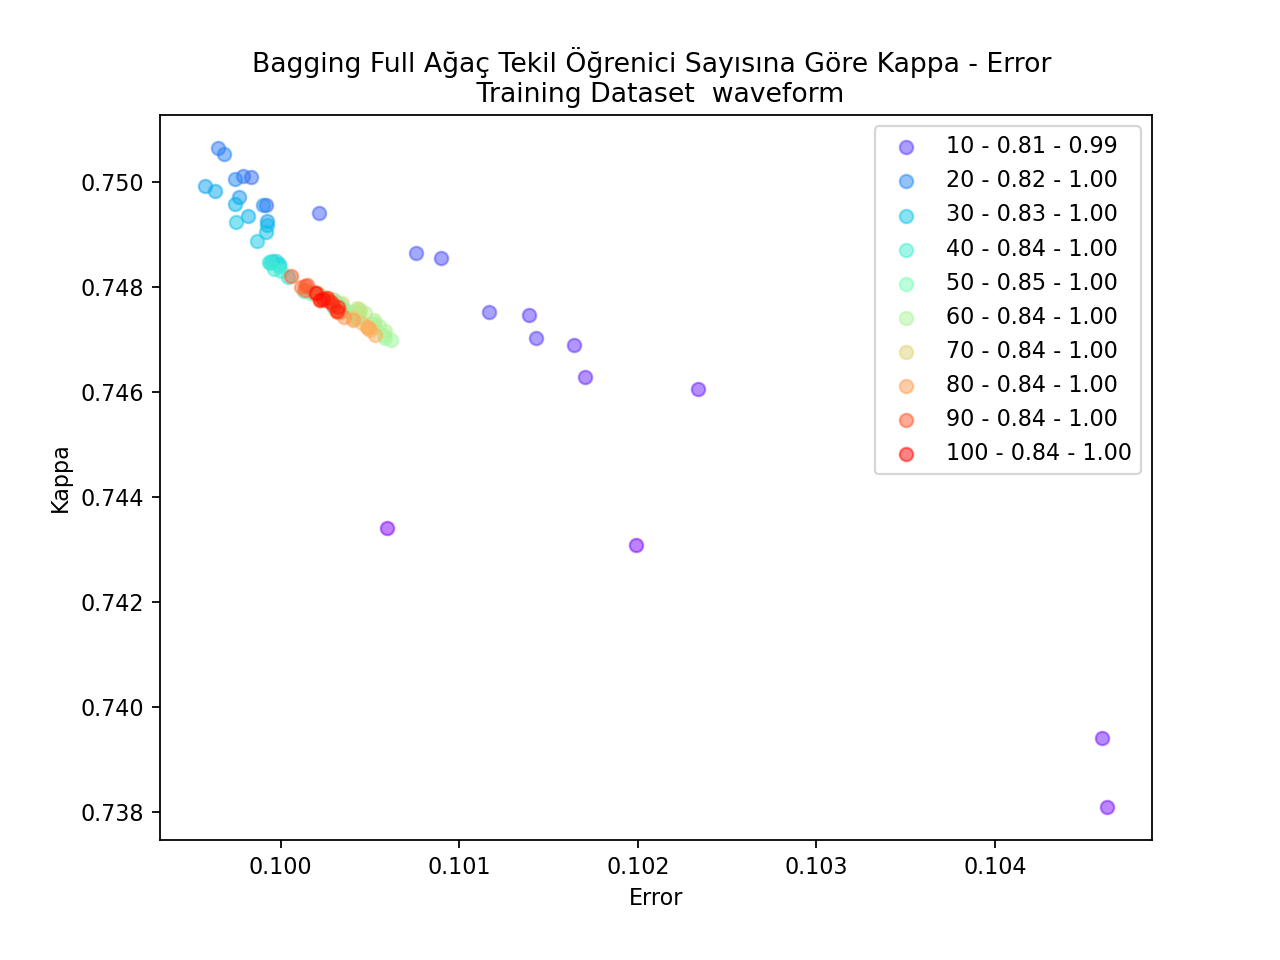 Bagging Full Ağaç Tekil Öğrenici Sayısına Göre Kappa - Error
Training Dataset  waveform
10 - 0.81 - 0.99
20 - 0.82 - 1.00
30 - 0.83 - 1.00
40 - 0.84 - 1.00
50 - 0.85 - 1.00
60 - 0.84 - 1.00
70 - 0.84 - 1.00
80 - 0.84 - 1.00
90 - 0.84 - 1.00
100 - 0.84 - 1.00
Kappa
0.750
0.748
0.746
0.744
0.742
0.740
0.738
0.100
0.101
0.102
0.103
0.104
Error